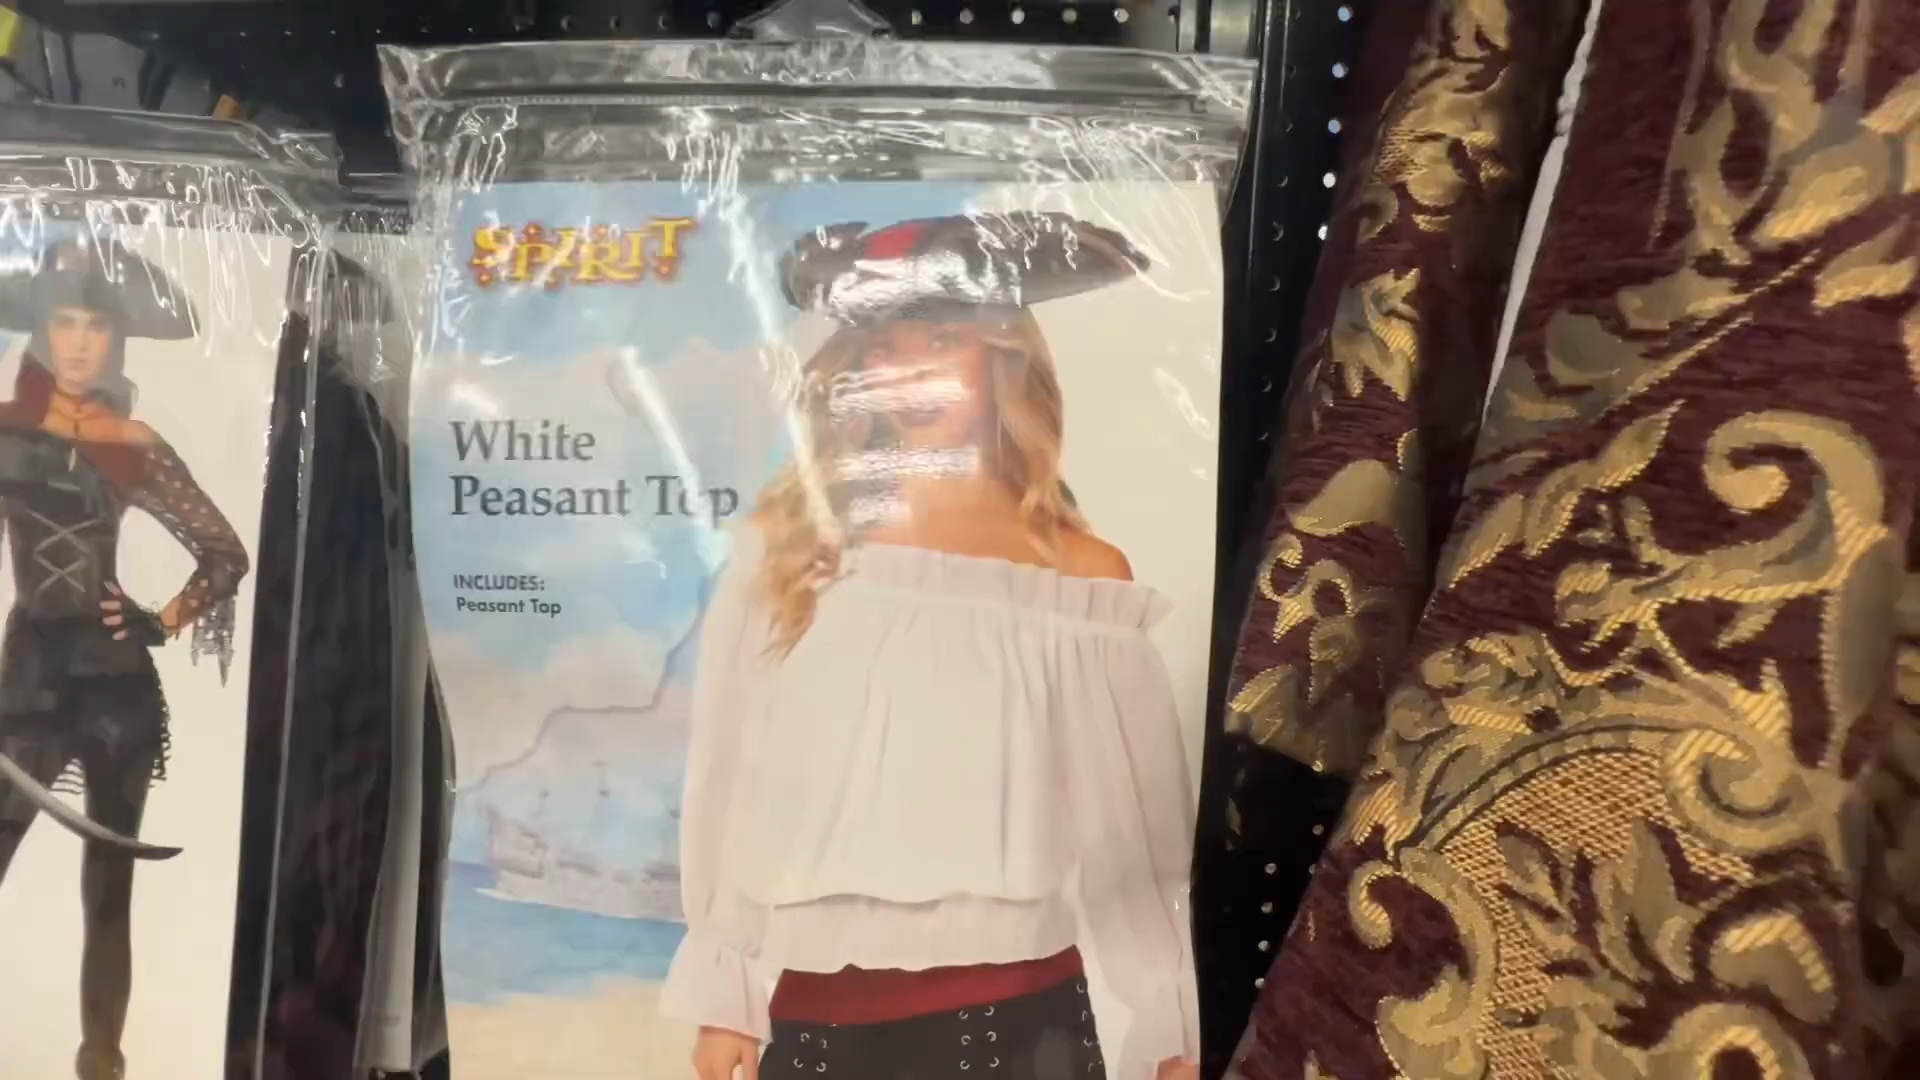 SPIRIT
White
Peasant Top
INCLUDES:
Peasant Top